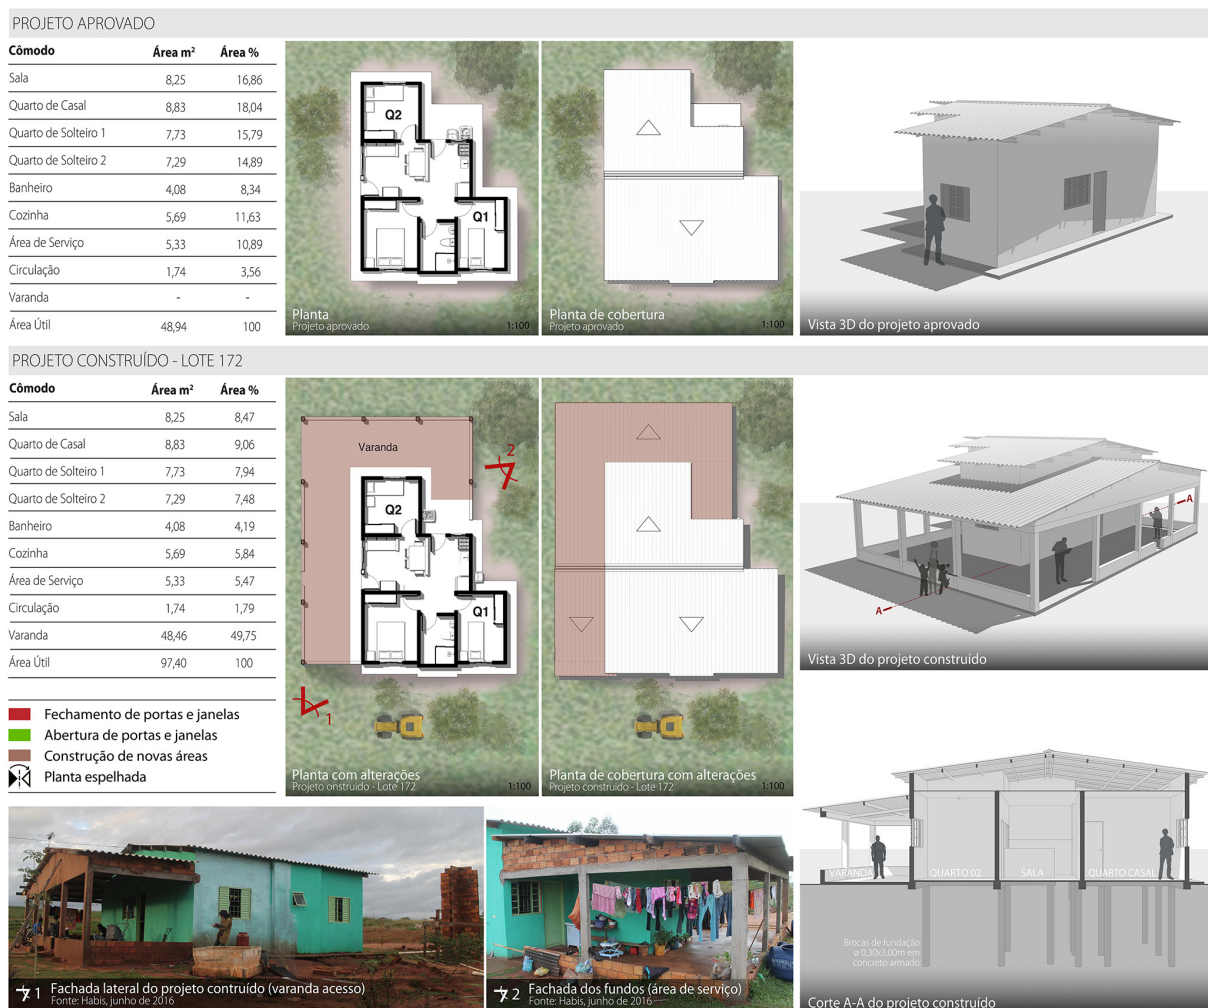 PROJETO APROVADO
Cômodo Área m² Área %
Sala 8,25 16,86
Quarto de Casal 8,83 18,04
Quarto de Solteiro 1 7,73 15,79
Quarto de Solteiro 2 7,29 14,89
Banheiro 4,08 8,34
Cozinha 5,69 11,63
Área de Serviço 5,33 10,89
Circulação 1,74 3,56
Varanda - -
Área Útil 48,94 100
Q2
Q1
Planta
Projeto aprovado 1:100
Planta de cobertura
Projeto aprovado 1:100
Vista 3D do projeto aprovado
PROJETO CONSTRUÍDO - LOTE 172
Cômodo Área m² Área %
Sala 8,25 8,47
Quarto de Casal 8,83 9,06
Quarto de Solteiro 1 7,73 7,94
Quarto de Solteiro 2 7,29 7,48
Banheiro 4,08 4,19
Cozinha 5,69 5,84
Área de Serviço 5,33 5,47
Circulação 1,74 1,79
Varanda 48,46 49,75
Área Útil 97,40 100
Fechamento de portas e janelas
Abertura de portas e janelas
Construção de novas áreas
Planta espelhada
Varanda
2
Q2
Q1
1
Planta com alterações
Projeto onstruido - Lote 172 1:100
Planta de cobertura com alterações
Projeto construido - Lote 172 1:100
A
A
Vista 3D do projeto construído
VARANDA QUARTO 02 SALA QUARTO CASAL
Brocas de fundação
ø 0,30x3,00m em
concreto armado
Corte A-A do projeto construído
1 Fachada lateral do projeto contruído (varanda acesso)
Fonte: Habis, junho de 2016
2 Fachada dos fundos (área de serviço)
Fonte: Habis, junho de 2016